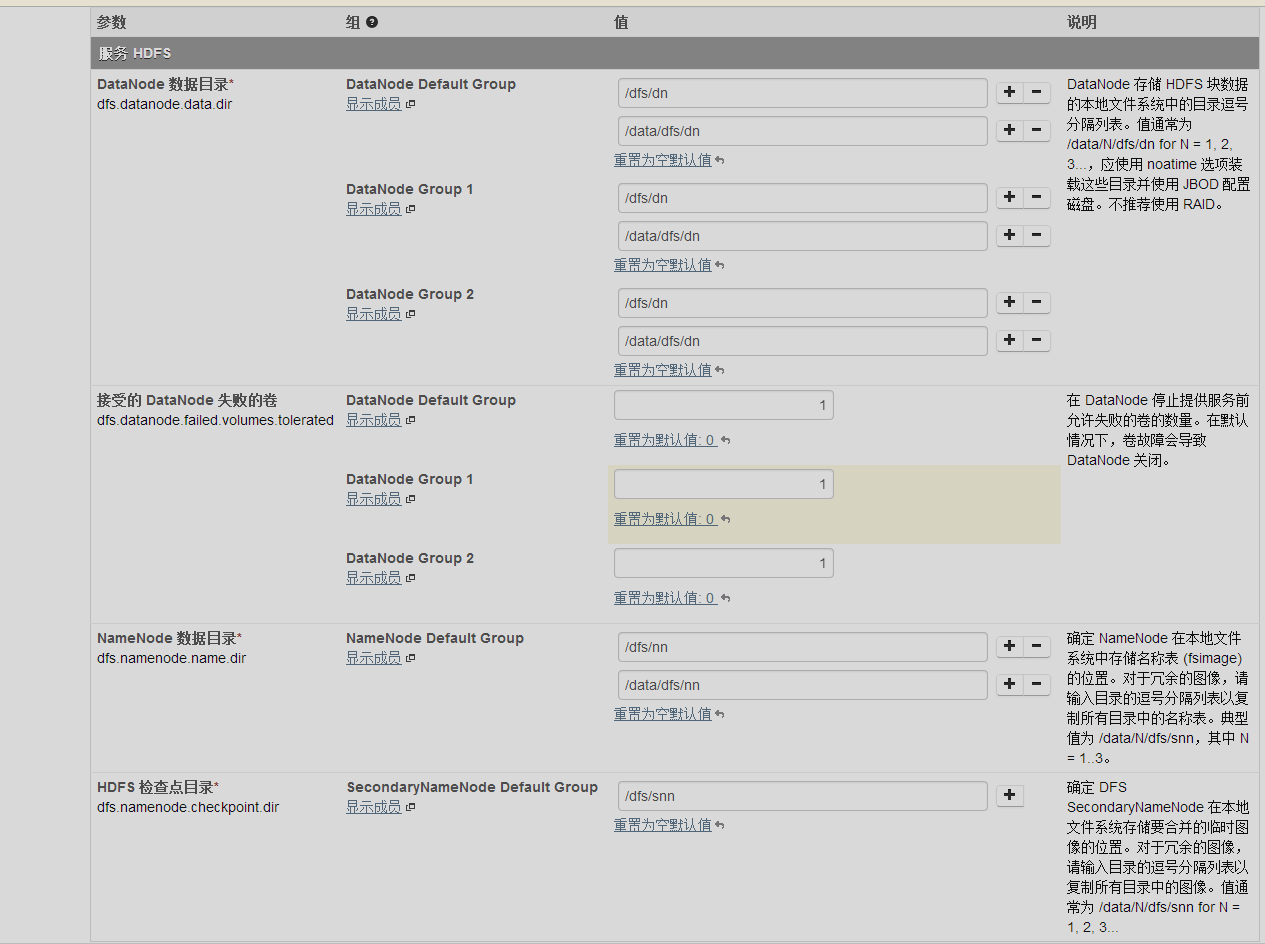 参数 组 值 说明
服务 HDFS
DataNode 数据目录*
dfs.datanode.data.dir
DataNode Default Group
显示成员
/dfs/dn
/data/dfs/dn
重置为空默认值
DataNode Group 1
显示成员
/dfs/dn
/data/dfs/dn
重置为空默认值
DataNode Group 2
显示成员
/dfs/dn
/data/dfs/dn
重置为空默认值
DataNode 存储 HDFS 块数据
的本地文件系统中的目录逗号
分隔列表。值通常为
/data/N/dfs/dn for N = 1, 2,
3...，应使用 noatime 选项装
载这些目录并使用 JBOD 配置
磁盘。不推荐使用 RAID。
接受的 DataNode 失败的卷
dfs.datanode.failed.volumes.tolerated
DataNode Default Group
显示成员
1
重置为默认值: 0
DataNode Group 1
显示成员
1
重置为默认值: 0
DataNode Group 2
显示成员
1
重置为默认值: 0
在 DataNode 停止提供服务前
允许失败的卷的数量。在默认
情况下，卷故障会导致
DataNode 关闭。
NameNode 数据目录*
dfs.namenode.name.dir
NameNode Default Group
显示成员
/dfs/nn
/data/dfs/nn
重置为空默认值
确定 NameNode 在本地文件
系统中存储名称表 (fsimage)
的位置。对于冗余的图像，请
输入目录的逗号分隔列表以复
制所有目录中的名称表。典型
值为 /data/N/dfs/snn，其中 N
= 1..3。
HDFS 检查点目录*
dfs.namenode.checkpoint.dir
SecondaryNameNode Default Group
显示成员
/dfs/snn
重置为空默认值
确定 DFS
SecondaryNameNode 在本地
文件系统存储要合并的临时图
像的位置。对于冗余的图像，
请输入目录的逗号分隔列表以
复制所有目录中的图像。值通
常为 /data/N/dfs/snn for N =
1, 2, 3...